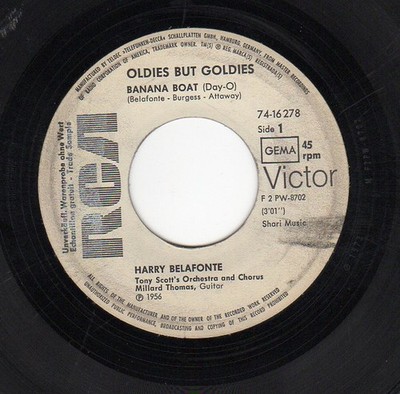 MANUFACTURED BY TELDEC »TELEFUNKEN-DECCA« SCHALLPLATTEN GMBH, HAMBURG, GERMANY, FROM MASTER RECORDINGS
OF RCA CORPORATION N.Y., AMERICA, TRADEMARK OWNER. TM(S) ® REG. MARCA(S) REGISTRADA(S)
OLDIES BUT GOLDIES
BANANA BOAT (Day-O)
(Belafonte - Burgess - Attaway)
74-16 278
Side 1
GEMA
45
rpm
RCA
Victor
Unverkäufl. Warenprobe ohne Wert
Echantillon gratuit - Trade Sample
F 2 PW-8702
(3'01")
Shari Music
HARRY BELAFONTE
Tony Scott's Orchestra and Chorus
Millard Thomas, Guitar
Ⓟ 1956
ALL RIGHTS OF THE MANUFACTURER AND OF THE OWNER OF THE RECORDED WORK RESERVED
UNAUTHORIZED PUBLIC PERFORMANCE, BROADCASTING AND COPYING OF THIS RECORD PROHIBITED